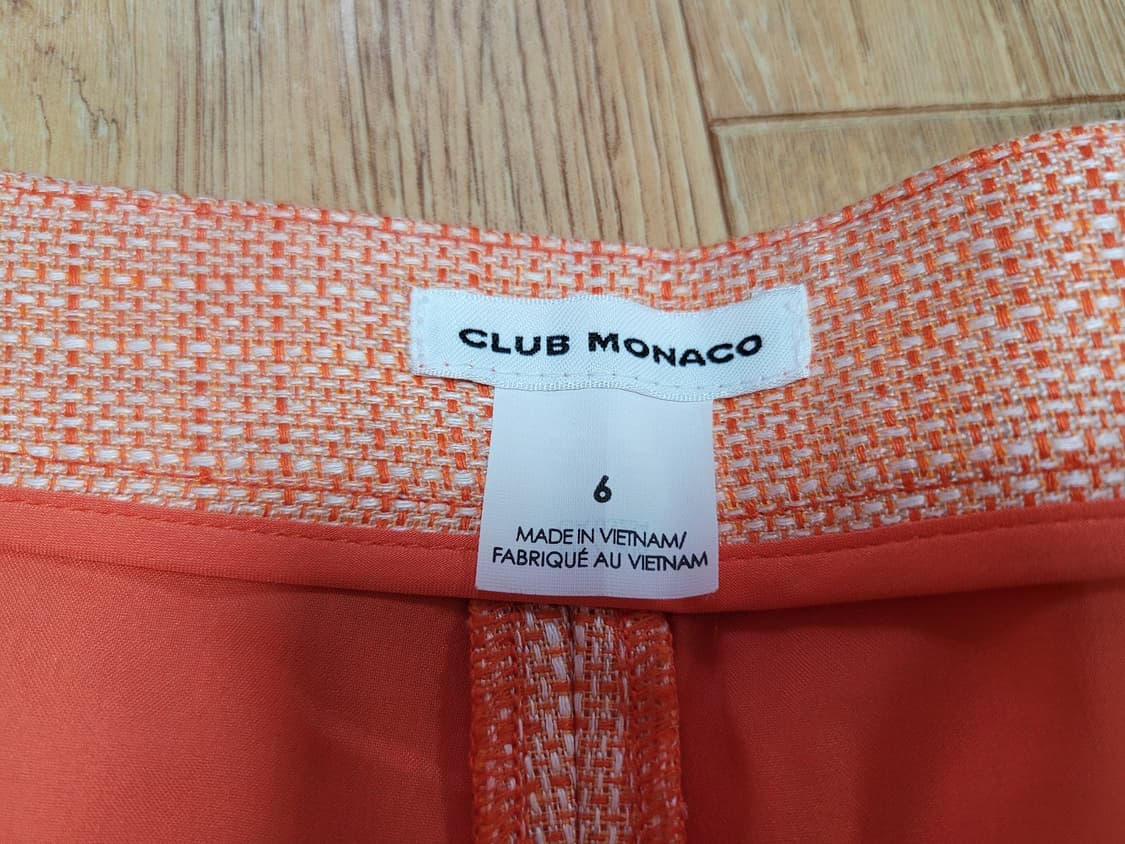 CLUB MONACO
6
MADE IN VIETNAM/
FABRIQUÉ AU VIETNAM